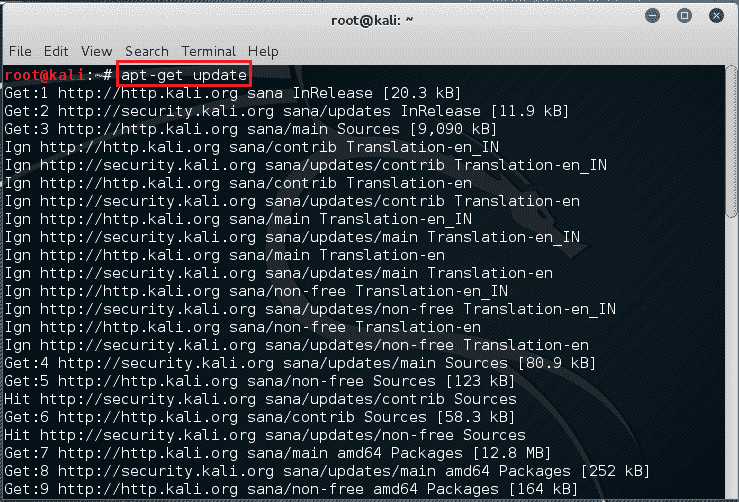 root@kali: ~
File Edit View Search Terminal Help
root@kali:~# apt-get update
Get:1 http://http.kali.org sana InRelease [20.3 kB]
Get:2 http://security.kali.org sana/updates InRelease [11.9 kB]
Get:3 http://http.kali.org sana/main Sources [9,090 kB]
Ign http://http.kali.org sana/contrib Translation-en_IN
Ign http://security.kali.org sana/updates/contrib Translation-en_IN
Ign http://http.kali.org sana/contrib Translation-en
Ign http://security.kali.org sana/updates/contrib Translation-en
Ign http://http.kali.org sana/main Translation-en_IN
Ign http://security.kali.org sana/updates/main Translation-en_IN
Ign http://http.kali.org sana/main Translation-en
Ign http://security.kali.org sana/updates/main Translation-en
Ign http://http.kali.org sana/non-free Translation-en_IN
Ign http://security.kali.org sana/updates/non-free Translation-en_IN
Ign http://http.kali.org sana/non-free Translation-en
Ign http://security.kali.org sana/updates/non-free Translation-en
Get:4 http://security.kali.org sana/updates/main Sources [80.9 kB]
Get:5 http://http.kali.org sana/non-free Sources [123 kB]
Hit http://security.kali.org sana/updates/contrib Sources
Get:6 http://http.kali.org sana/contrib Sources [58.3 kB]
Hit http://security.kali.org sana/updates/non-free Sources
Get:7 http://http.kali.org sana/main amd64 Packages [12.8 MB]
Get:8 http://security.kali.org sana/updates/main amd64 Packages [252 kB]
Get:9 http://http.kali.org sana/non-free amd64 Packages [164 kB]